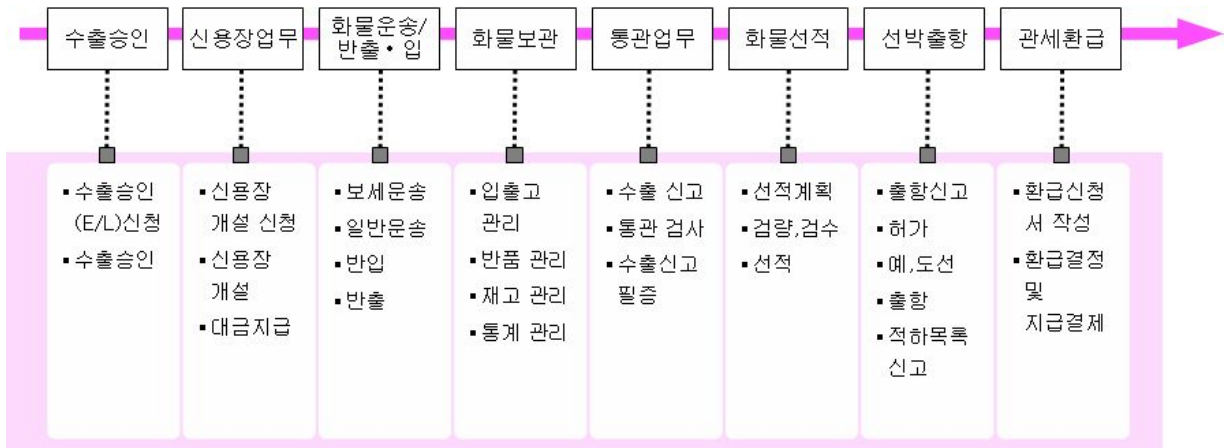 수출승인
신용장업무
화물운송/
반출•입
화물보관
통관업무
화물선적
선박출항
관세환급
▪수출승인
(E/L)신청
▪수출승인
▪신용장
개설 신청
▪신용장
개설
▪대금지급
▪보세운송
▪일반운송
▪반입
▪반출
▪입출고
관리
▪반품 관리
▪재고 관리
▪통계 관리
▪수출 신고
▪통관 검사
▪수출신고
필증
▪선적계획
▪검량,검수
▪선적
▪출항신고
▪허가
▪예,도선
▪출항
▪적하목록
신고
▪환급신청
서 작성
▪환급결정
및
지급결제